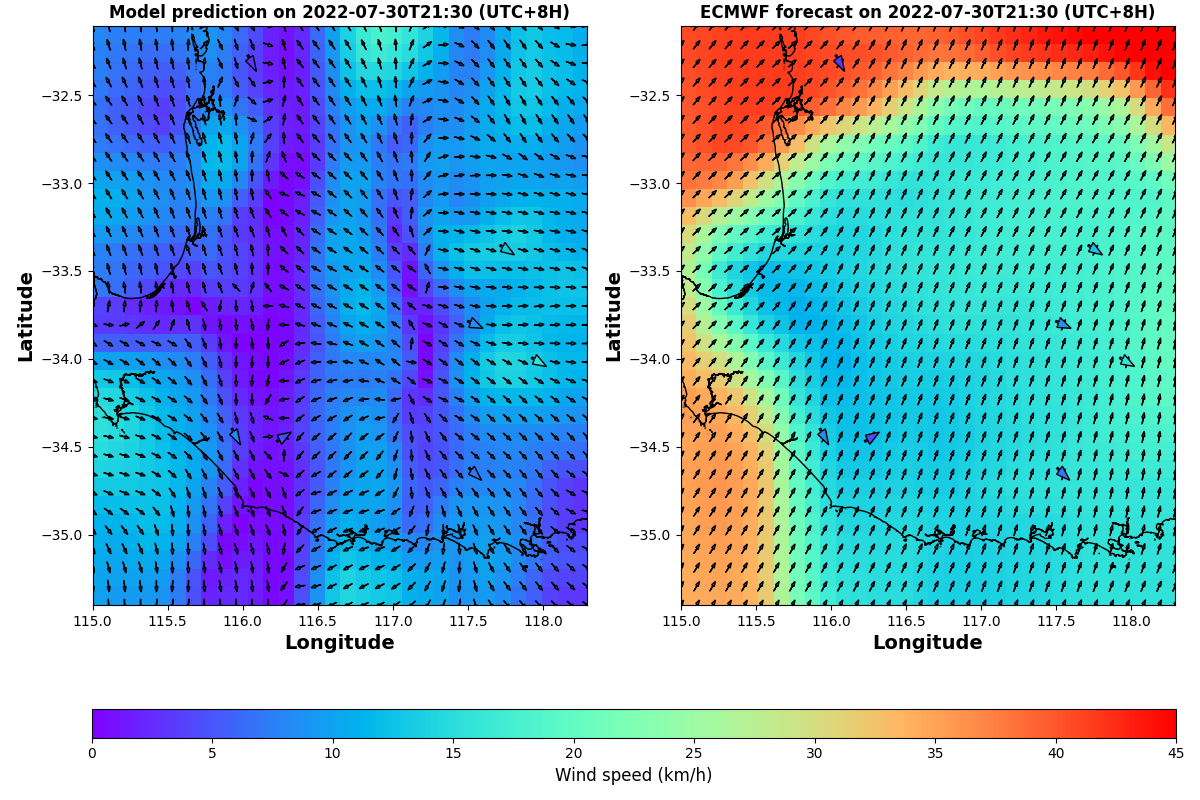 Model prediction on 2022-07-30T21:30 (UTC+8H)
ECMWF forecast on 2022-07-30T21:30 (UTC+8H)
−32.5
−33.0
−33.5
−34.0
−34.5
−35.0
Latitude
115.0 115.5 116.0 116.5 117.0 117.5 118.0
Longitude
−32.5
−33.0
−33.5
−34.0
−34.5
−35.0
Latitude
115.0 115.5 116.0 116.5 117.0 117.5 118.0
Longitude
0 5 10 15 20 25 30 35 40 45
Wind speed (km/h)